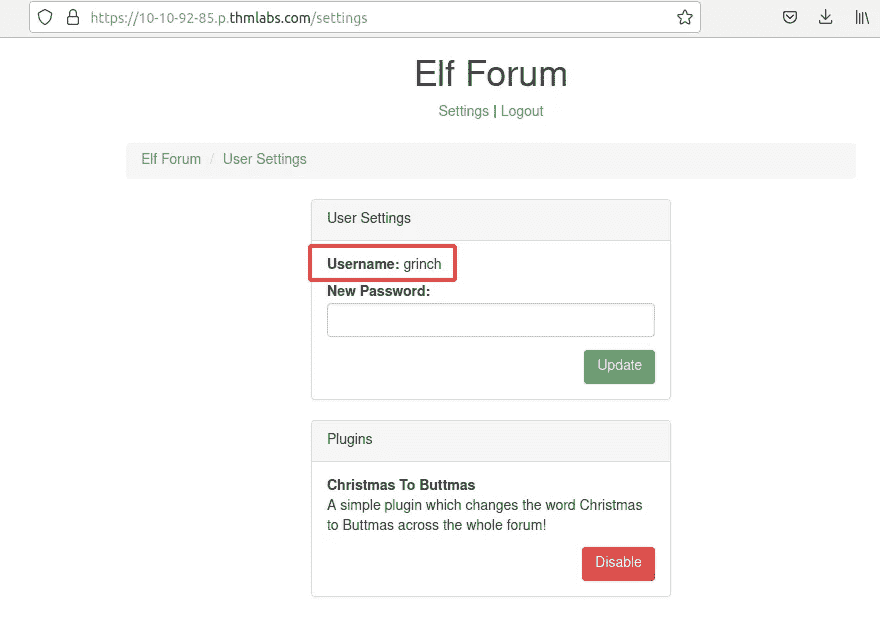 https://10-10-92-85.p.thmlabs.com/settings
Elf Forum
Settings | Logout
Elf Forum / User Settings
User Settings
Username: grinch
New Password:
Update
Plugins
Christmas To Buttmas
A simple plugin which changes the word Christmas
to Buttmas across the whole forum!
Disable